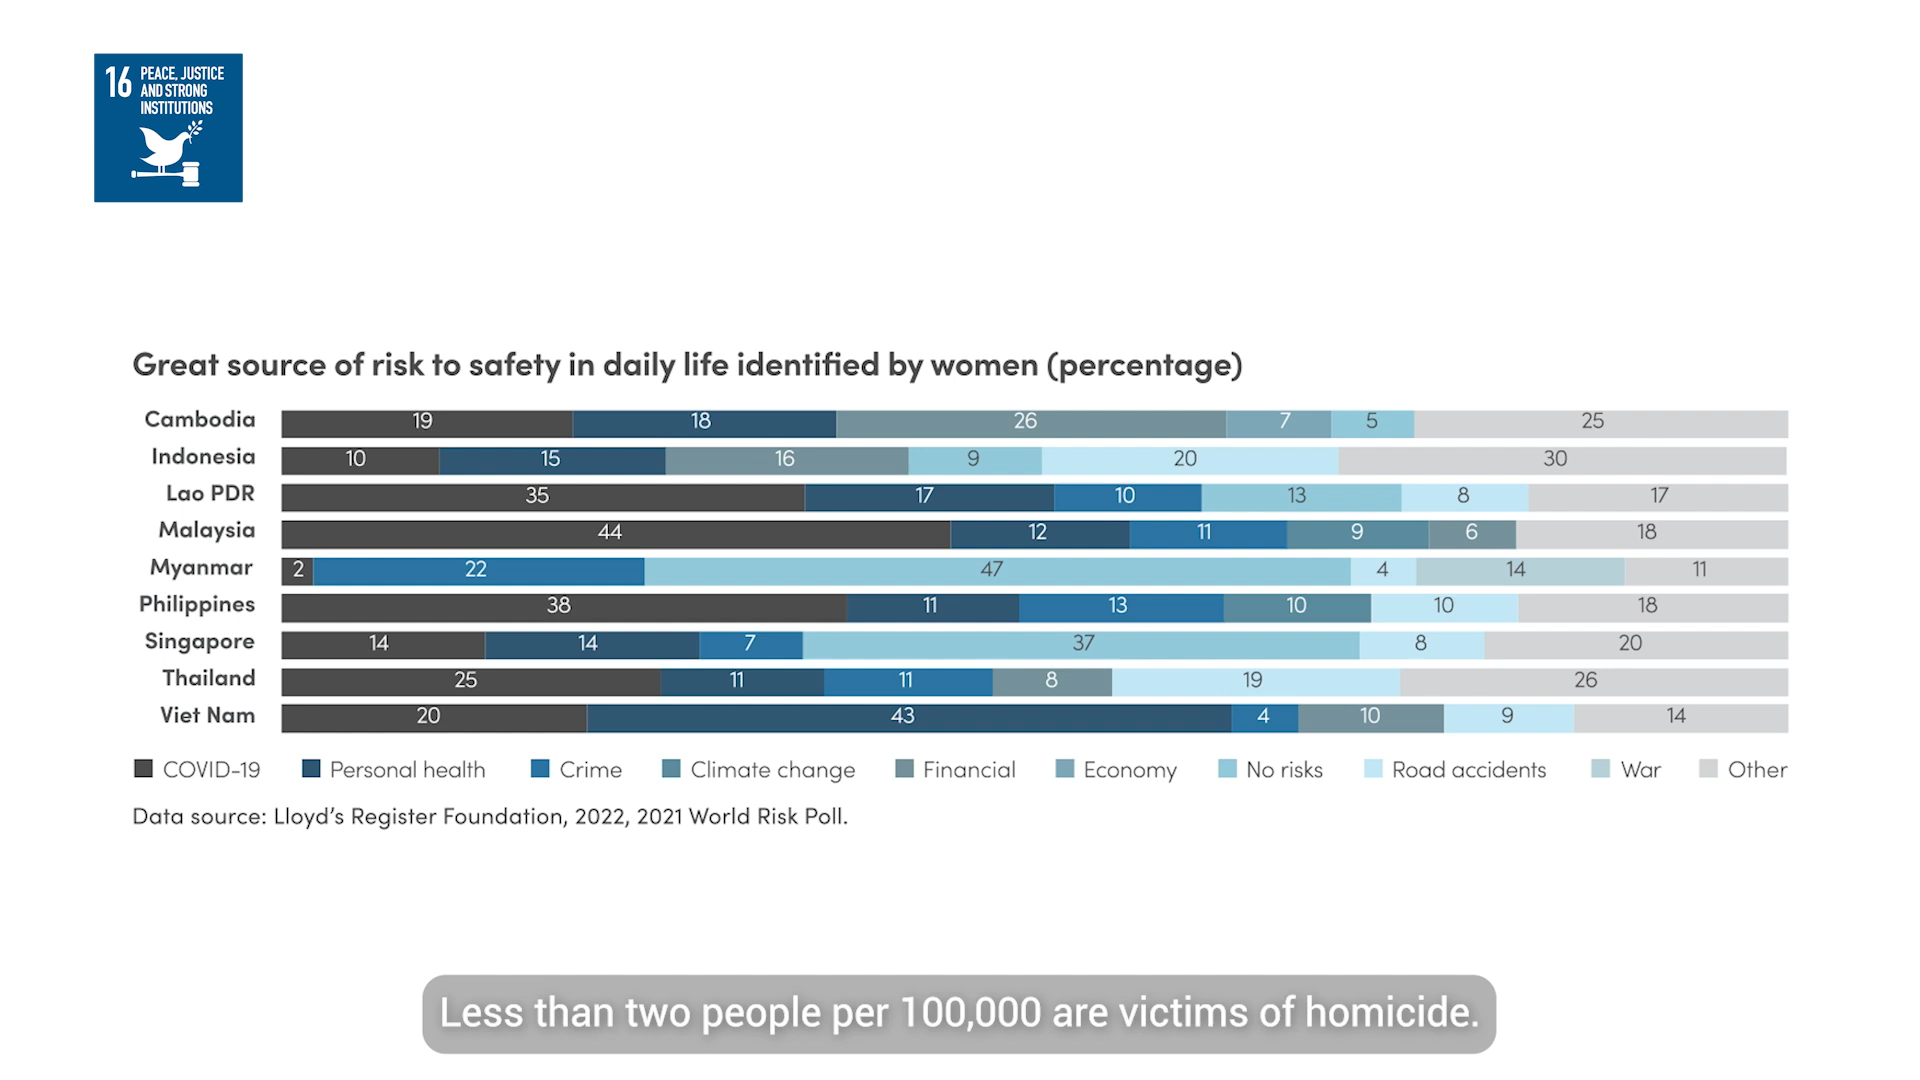 16 PEACE, JUSTICE
AND STRONG
INSTITUTIONS
Great source of risk to safety in daily life identified by women (percentage)
Cambodia 19 18 26 7 5 25
Indonesia 10 15 16 9 20 30
Lao PDR 35 17 10 13 8 17
Malaysia 44 12 11 9 6 18
Myanmar 2 22 47 4 14 11
Philippines 38 11 13 10 10 18
Singapore 14 14 7 37 8 20
Thailand 25 11 11 8 19 26
Viet Nam 20 43 4 10 9 14
COVID-19 Personal health Crime Climate change Financial Economy No risks Road accidents War Other
Data source: Lloyd's Register Foundation, 2022, 2021 World Risk Poll.
Less than two people per 100,000 are victims of homicide.